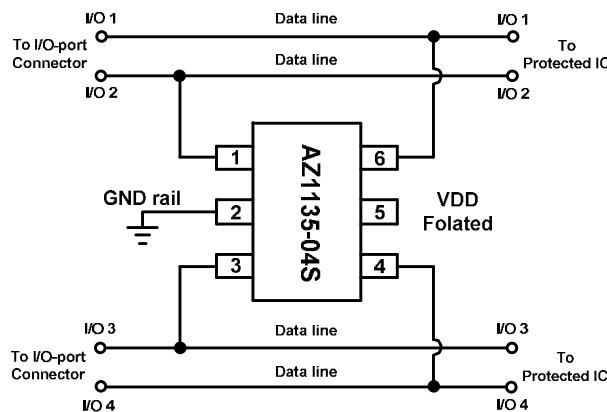 I/O 1
Data line
I/O 1
To I/O-port
Connector
Data line
To
Protected IC
I/O 2
I/O 2
1
6
GND rail
2
AZ1135-04S
5
VDD
Folated
3
4
I/O 3
Data line
I/O 3
To I/O-port
Connector
Data line
To
Protected IC
I/O 4
I/O 4